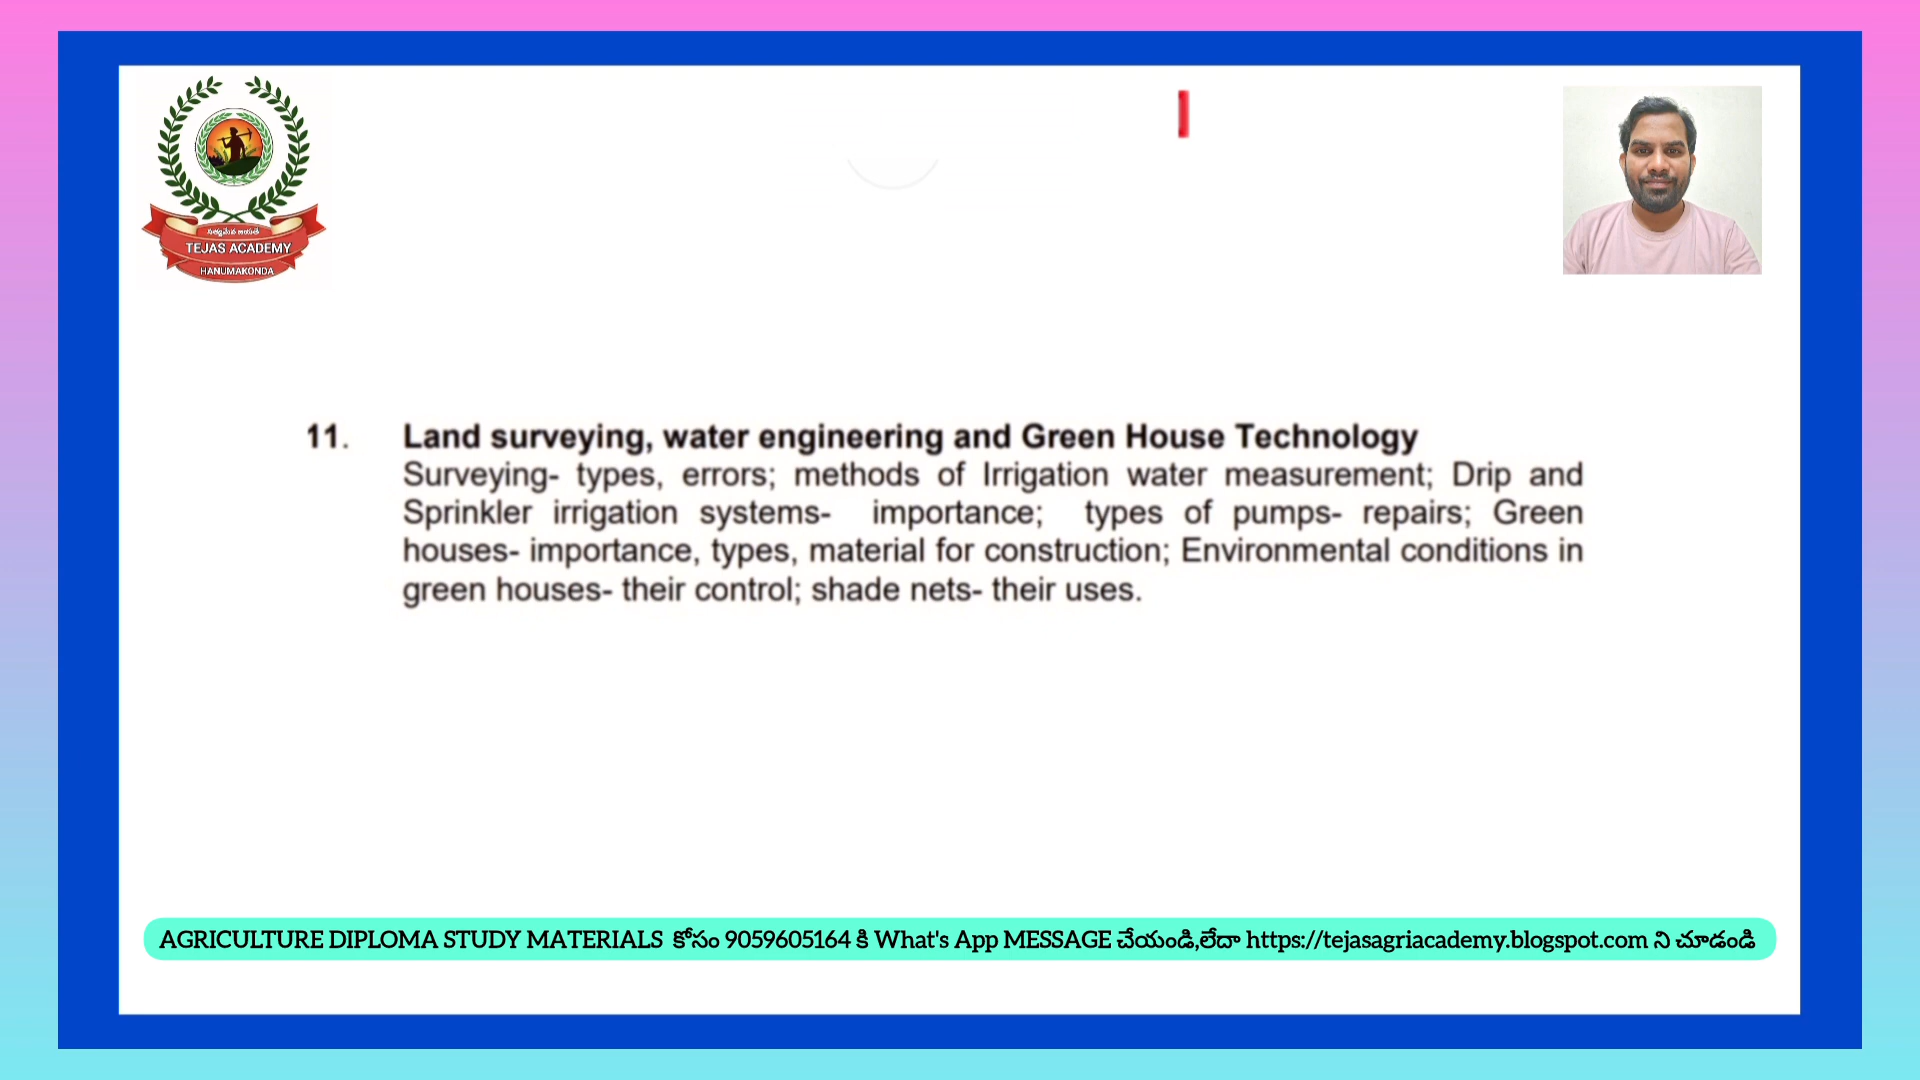 సత్యమేవ జయతే
TEJAS ACADEMY
HANUMAKONDA
11. Land surveying, water engineering and Green House Technology
Surveying- types, errors; methods of Irrigation water measurement; Drip and
Sprinkler irrigation systems- importance; types of pumps- repairs; Green
houses- importance, types, material for construction; Environmental conditions in
green houses- their control; shade nets- their uses.
AGRICULTURE DIPLOMA STUDY MATERIALS కోసం 9059605164 కి What's App MESSAGE చేయండి,లేదా https://tejasagriacademy.blogspot.com ని చూడండి